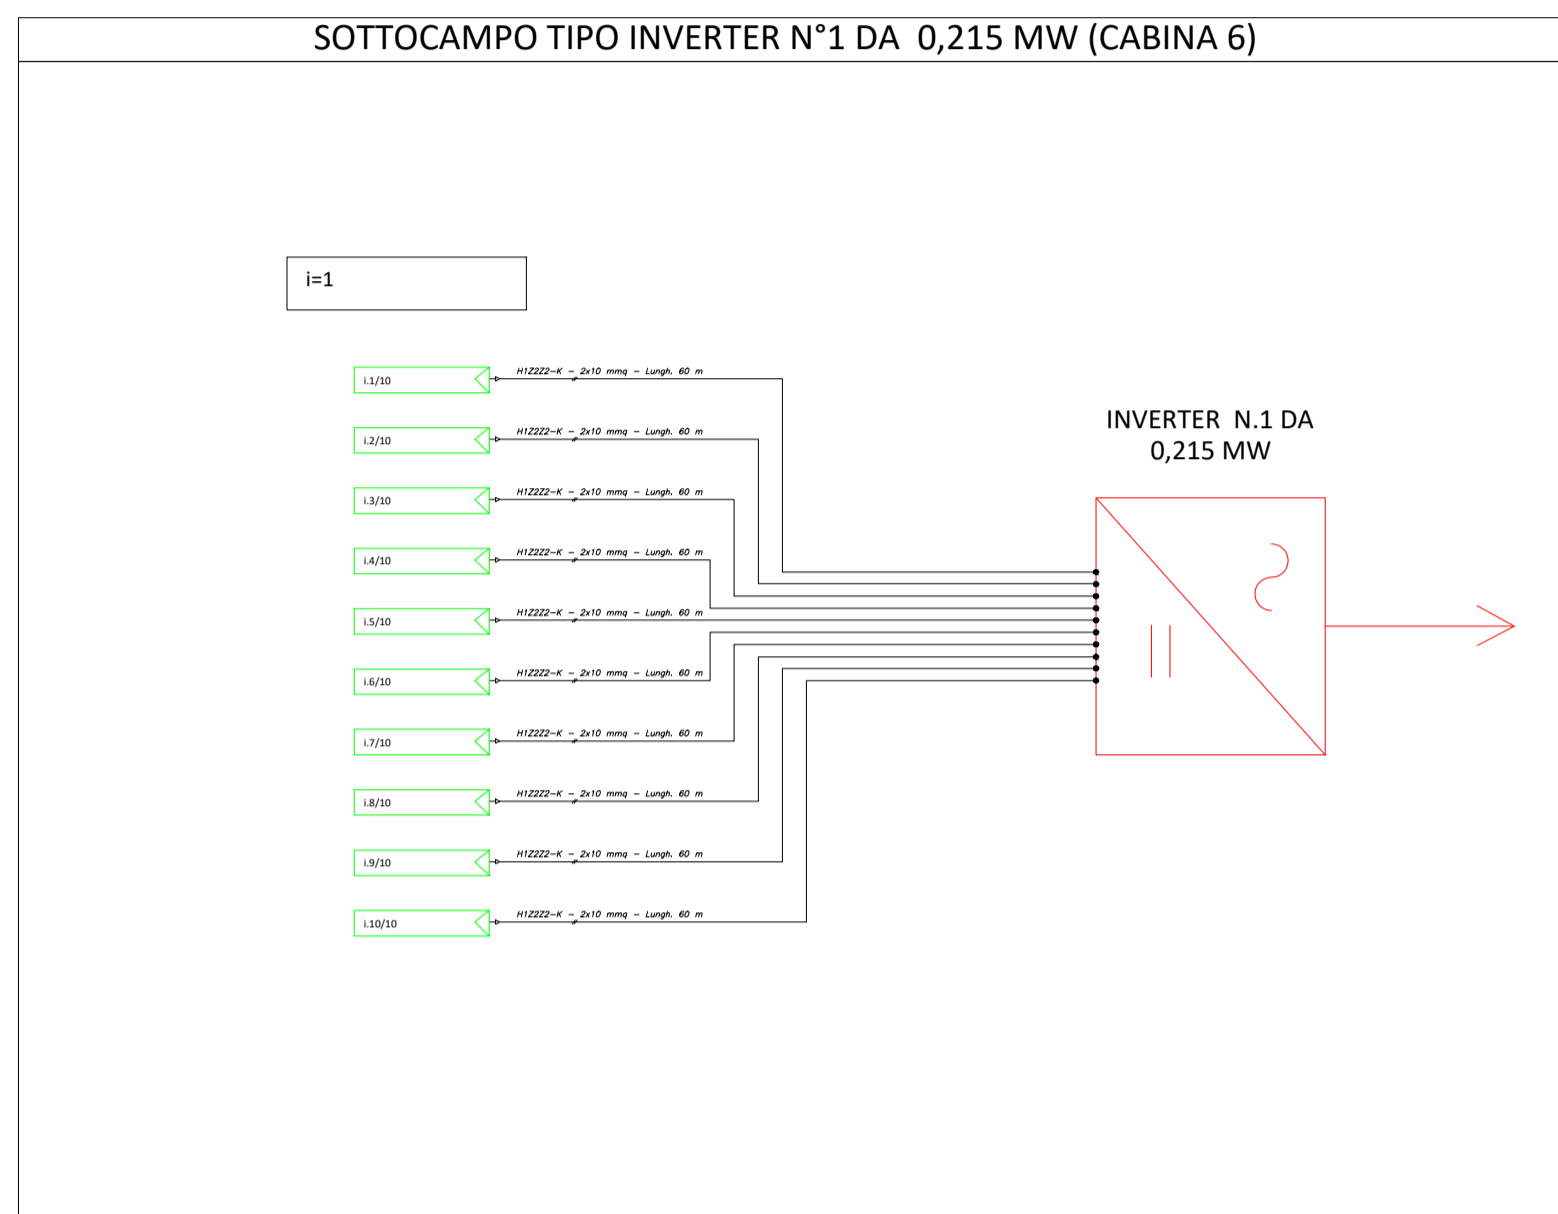 SOTTOCAMPO TIPO INVERTER N°1 DA 0,215 MW (CABINA 6)
i=1
i.1/10
H1Z2Z2-K - 2x10 mmq - Lungh. 60 m
i.2/10
H1Z2Z2-K - 2x10 mmq - Lungh. 60 m
i.3/10
H1Z2Z2-K - 2x10 mmq - Lungh. 60 m
i.4/10
H1Z2Z2-K - 2x10 mmq - Lungh. 60 m
i.5/10
H1Z2Z2-K - 2x10 mmq - Lungh. 60 m
i.6/10
H1Z2Z2-K - 2x10 mmq - Lungh. 60 m
i.7/10
H1Z2Z2-K - 2x10 mmq - Lungh. 60 m
i.8/10
H1Z2Z2-K - 2x10 mmq - Lungh. 60 m
i.9/10
H1Z2Z2-K - 2x10 mmq - Lungh. 60 m
i.10/10
H1Z2Z2-K - 2x10 mmq - Lungh. 60 m
INVERTER N.1 DA
0,215 MW